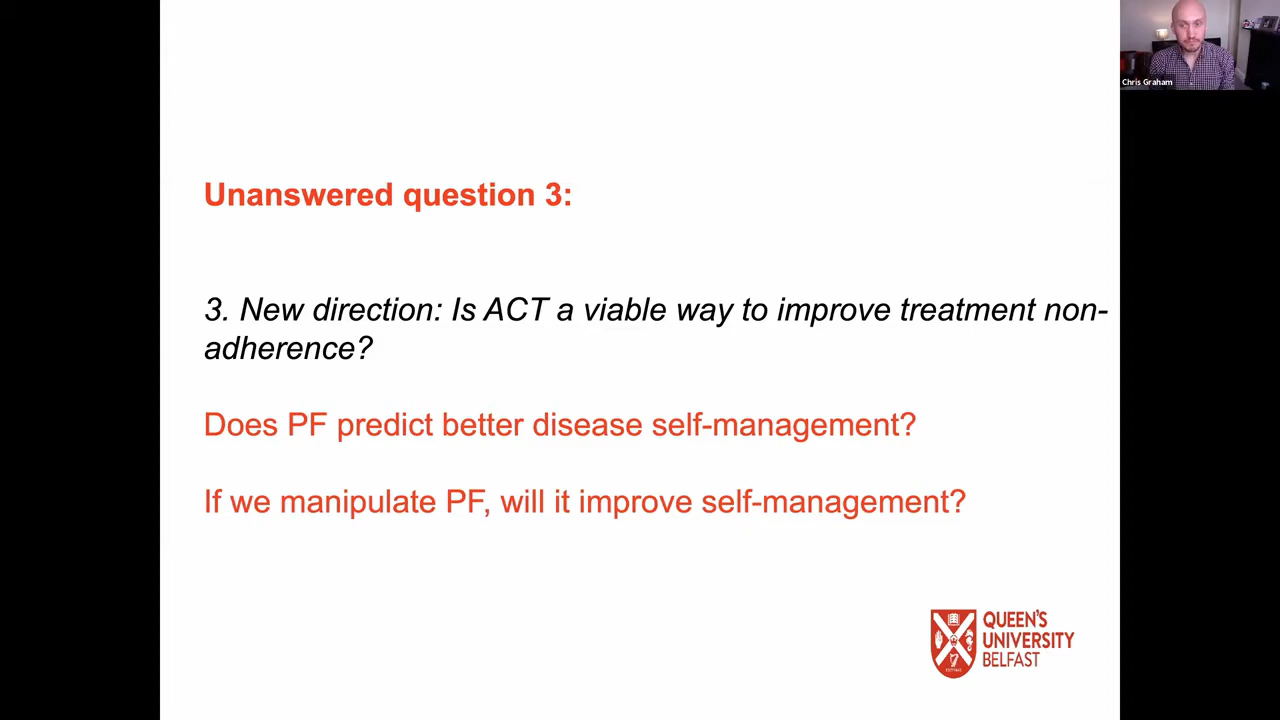 Chris Graham
Unanswered question 3:
3. New direction: Is ACT a viable way to improve treatment non-
adherence?
Does PF predict better disease self-management?
If we manipulate PF, will it improve self-management?
QUEEN'S
UNIVERSITY
BELFAST